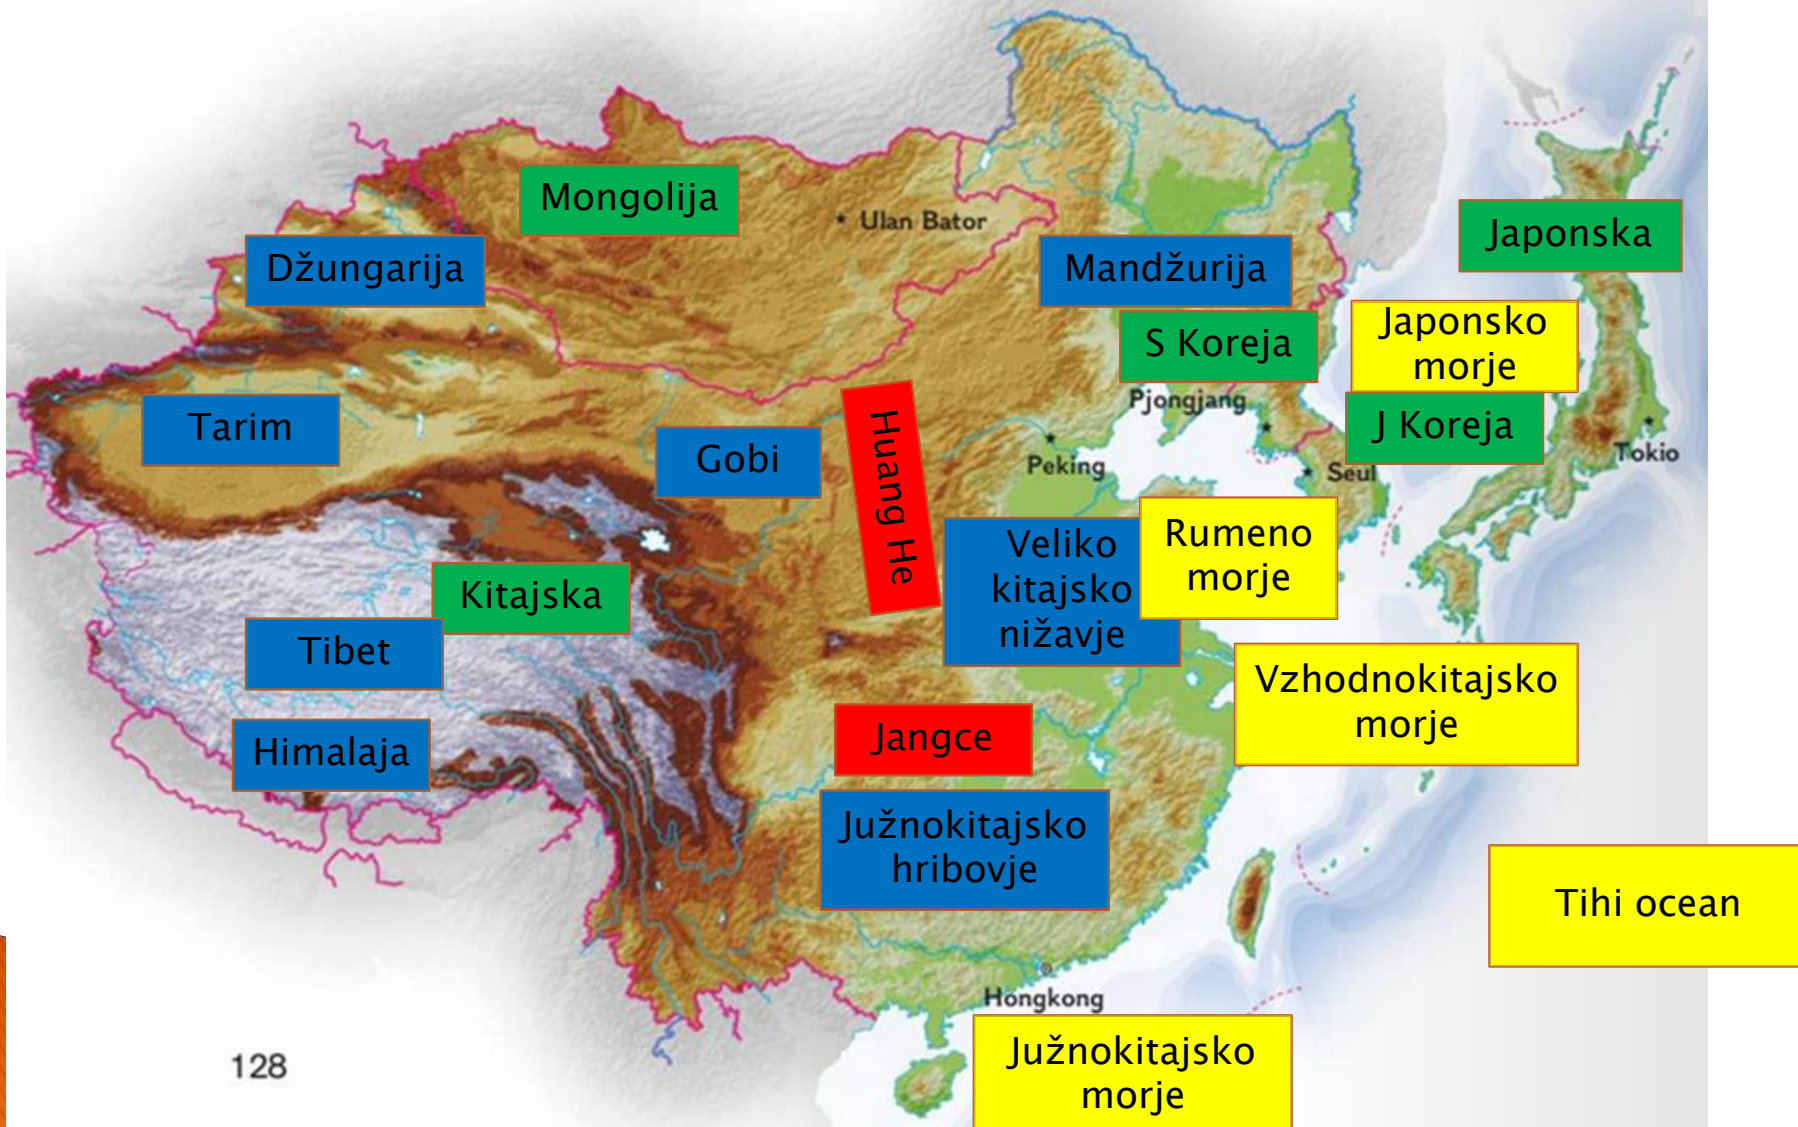 Mongolija
Ulan Bator
Japonska
Džungarija
Mandžurija
S Koreja
Japonsko
morje
Pjongjang
J Koreja
Tarim
Gobi
Huang He
Peking
Seul
Tokio
Veliko
kitajsko
nižavje
Rumeno
morje
Kitajska
Tibet
Vzhodnokitajsko
morje
Himalaja
Jangce
Južnokitajsko
hribovje
Tihi ocean
Hongkong
Južnokitajsko
morje
128